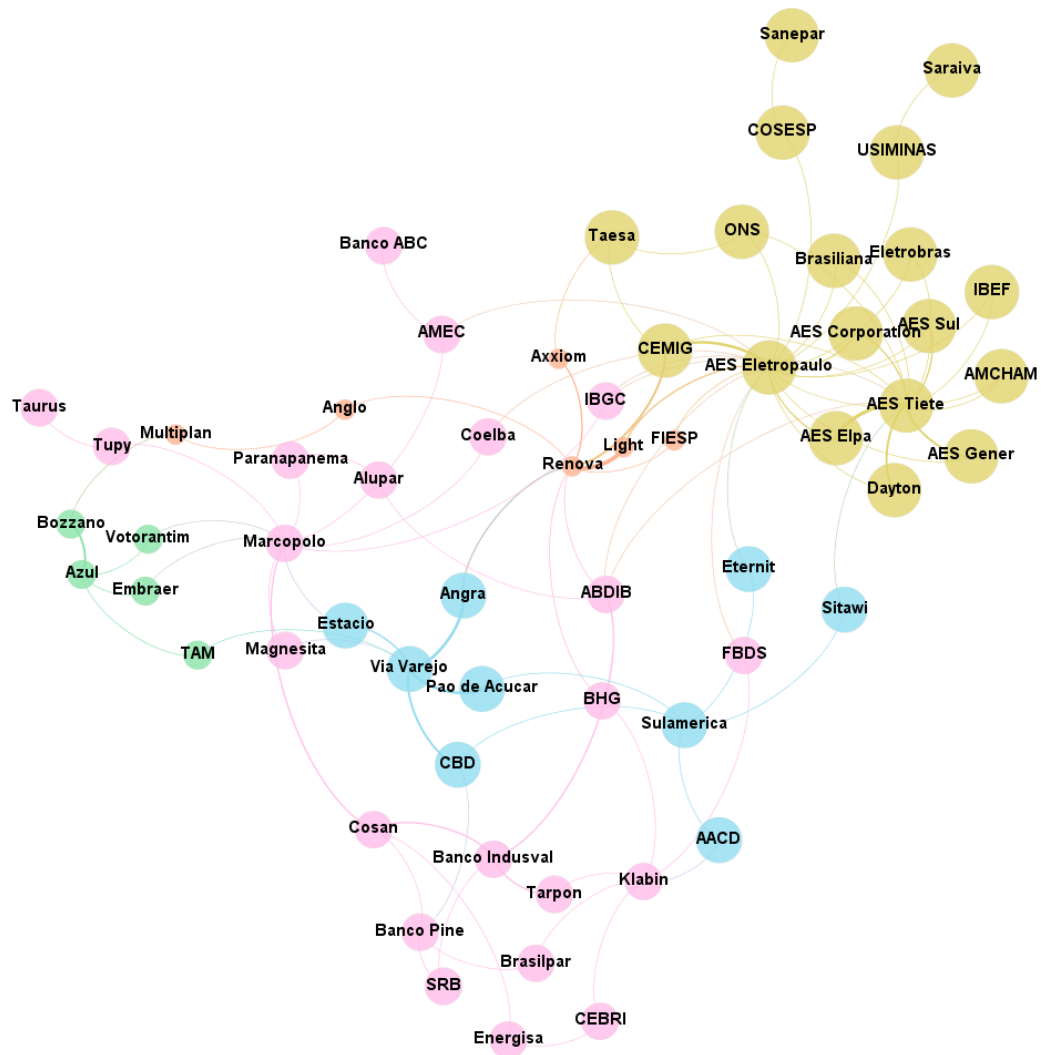 Sanepar
Saraiva
COSESP
USIMINAS
Banco ABC
Taesa
ONS
Brasiliana
Eletrobras
IBEF
AMEC
AES Corporation
AES Sul
Axxiom
CEMIG
AES Eletropaulo
AMCHAM
Taurus
Anglo
IBGC
AES Tiete
Tupy
Multiplan
Coelba
Light
FIESP
AES Elpa
AES Gener
Paranapanema
Alupar
Renova
Dayton
Bozzano
Votorantim
Marcopolo
Azul
Embraer
Angra
ABDIB
Eternit
Sitawi
Estacio
TAM
Magnesita
Via Varejo
Pao de Acucar
FBDS
BHG
Sulamerica
CBD
Cosan
Banco Indusval
AACD
Tarpon
Klabin
Banco Pine
Brasilpar
SRB
CEBRI
Energisa